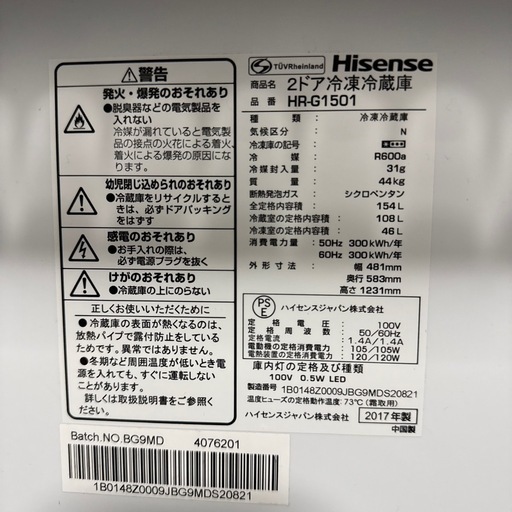 ⚠警告
発火・爆発のおそれあり
●脱臭器などの電気製品を
入れない
冷媒が漏れていると電気製
品の接点の火花による着火、
着火による爆発の原因にな
ります。
幼児閉じ込められのおそれあり
●冷蔵庫をリサイクルすると
きは、必ずドアパッキング
をはずす
感電のおそれあり
●お手入れの際は、
必ず電源プラグを抜く
けがのおそれあり
●冷蔵庫の上にのらない
正しくお使いいただくために
●冷蔵庫の表面が熱くなるのは、
放熱パイプで露付防止をしている
ためです。
異常ではありません。
●冬期など周囲温度が低いとき電
源を入れても、すぐに運転しない
ことがあります。
詳しくは取扱説明書をご覧ください。
TÜVRheinland Hisense
商品名 2ドア冷凍冷蔵庫
品番 HR-G1501
種類: 冷凍冷蔵庫
気候区分: N
冷凍庫の記号:
冷媒: R600a
冷媒封入量: 31g
質量: 44kg
断熱発泡ガス: シクロペンタン
全定格内容積: 154 L
冷蔵室の定格内容積: 108 L
冷凍室の定格内容積: 46 L
消費電力量: 50Hz 300 kWh/年
60Hz 300 kWh/年
外形寸法: 幅 481mm
奥行 583mm
高さ 1231mm
PSE ハイセンスジャパン株式会社
定格電圧: 100V
定格周波数: 50/60Hz
定格電流: 1.4A/1.4A
電動機の定格消費電力: 105/105W
電熱装置の定格消費電力: 120/120W
庫内灯の定格及び種類
100V 0.5W LED
製造番号: 1B0148Z0009JBG9MDS20821
温度ヒューズの定格動作温度: 73℃ (霜取用)
ハイセンスジャパン株式会社 2017年製
中国製
Batch.NO.BG9MD 4076201
1B0148Z0009JBG9MDS20821